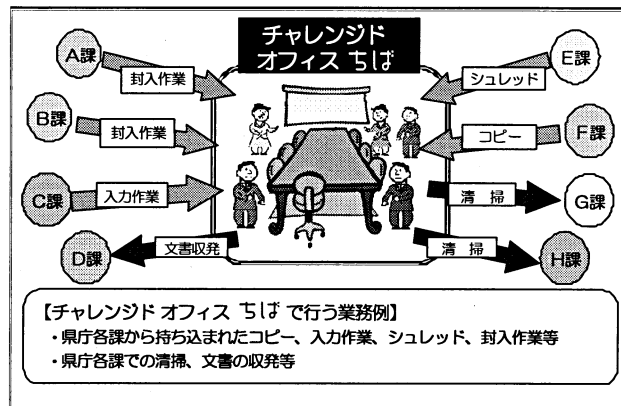 チャレンジド
オフィス ちば
A課
封入作業
B課
封入作業
C課
入力作業
D課
文書収発
E課
シュレッド
F課
コピー
G課
清 掃
H課
清 掃
【チャレンジド オフィス ちば で行う業務例】
・県庁各課から持ち込まれたコピー、入力作業、シュレッド、封入作業等
・県庁各課での清掃、文書の収発等